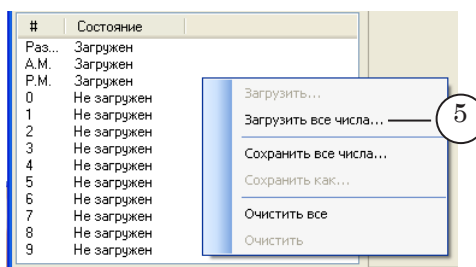 # Состояние
Раз... Загружен
A.M. Загружен
P.M. Загружен
0 Не загружен
1 Не загружен
2 Не загружен
3 Не загружен
4 Не загружен
5 Не загружен
6 Не загружен
7 Не загружен
8 Не загружен
9 Не загружен
Загрузить...
Загрузить все числа...
5
Сохранить все числа...
Сохранить как...
Очистить все
Очистить